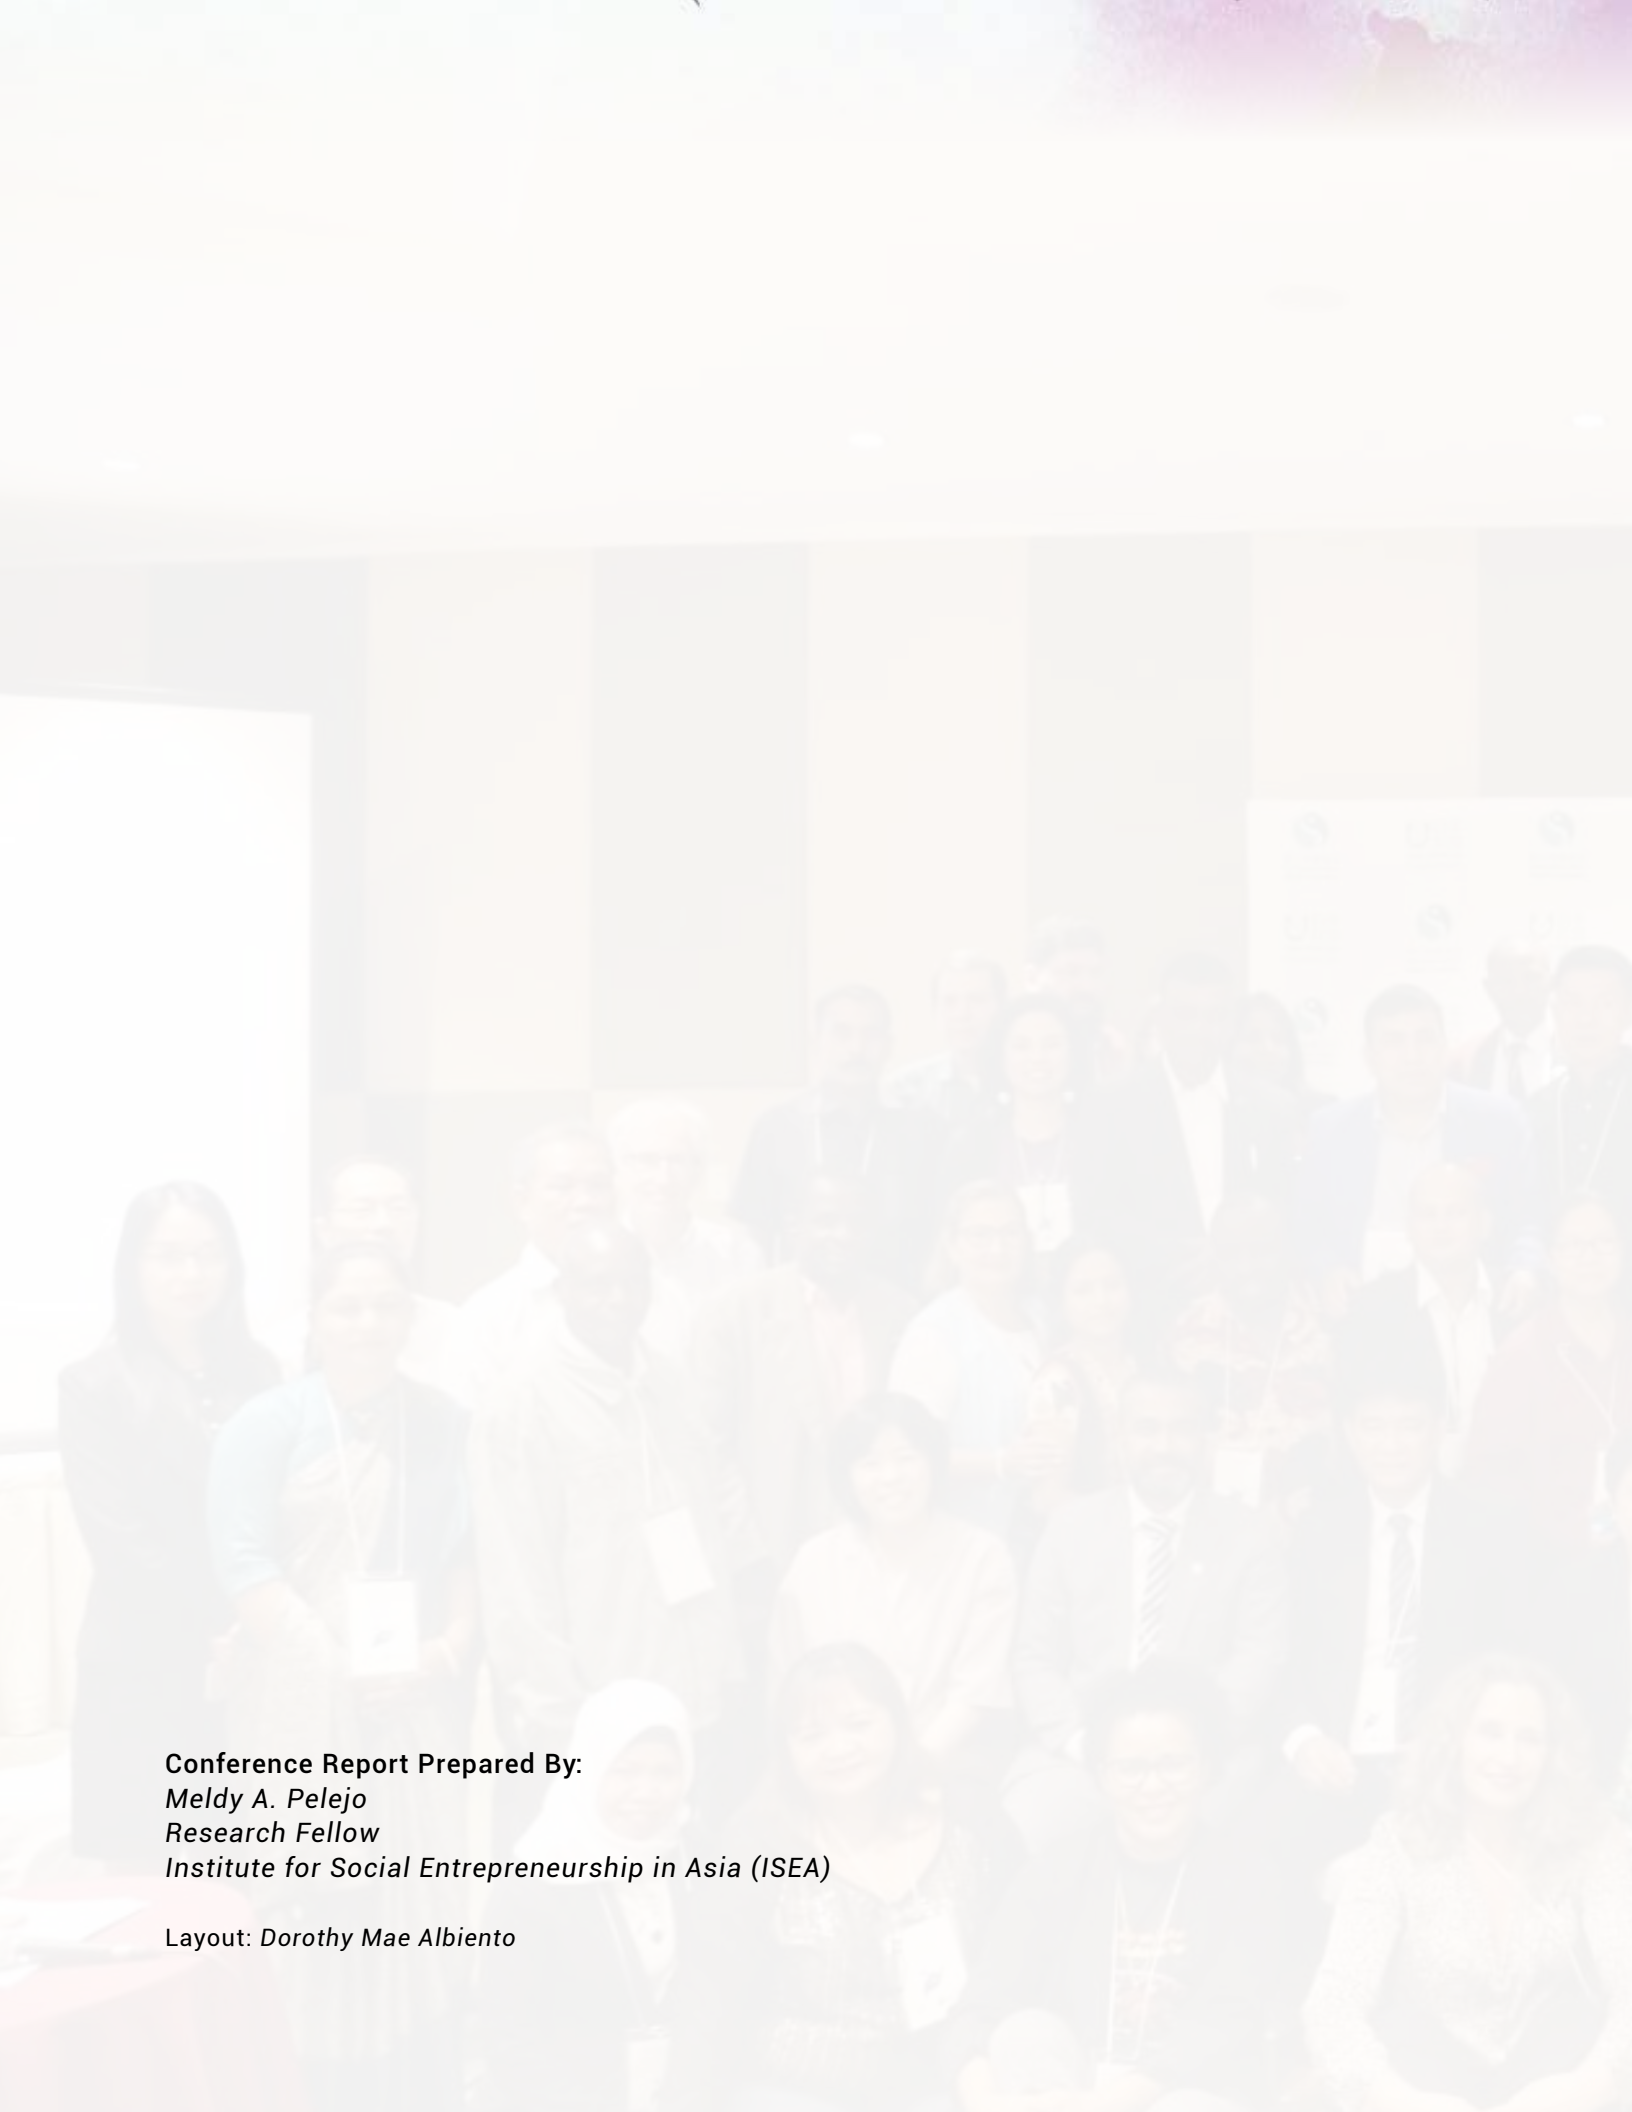 Conference Report Prepared By:
Meldy A. Pelejo
Research Fellow
Institute for Social Entrepreneurship in Asia (ISEA)
Layout: Dorothy Mae Albiento